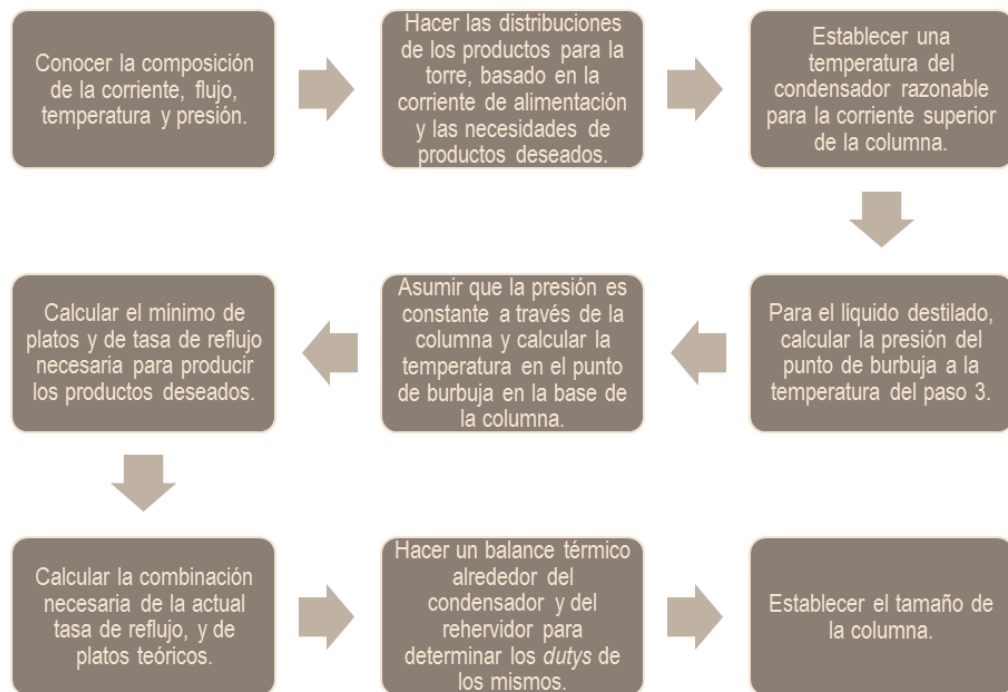 Conocer la composición
de la corriente, flujo,
temperatura y presión.
Hacer las distribuciones
de los productos para la
torre, basado en la
corriente de alimentación
y las necesidades de
productos deseados.
Establecer una
temperatura del
condensador razonable
para la corriente superior
de la columna.
Para el líquido destilado,
calcular la presión del
punto de burbuja a la
temperatura del paso 3.
Asumir que la presión es
constante a través de la
columna y calcular la
temperatura en el punto
de burbuja en la base de
la columna.
Calcular el mínimo de
platos y de tasa de reflujo
necesaria para producir
los productos deseados.
Calcular la combinación
necesaria de la actual
tasa de reflujo, y de
platos teóricos.
Hacer un balance térmico
alrededor del
condensador y del
rehervidor para
determinar los dutys de
los mismos.
Establecer el tamaño de
la columna.